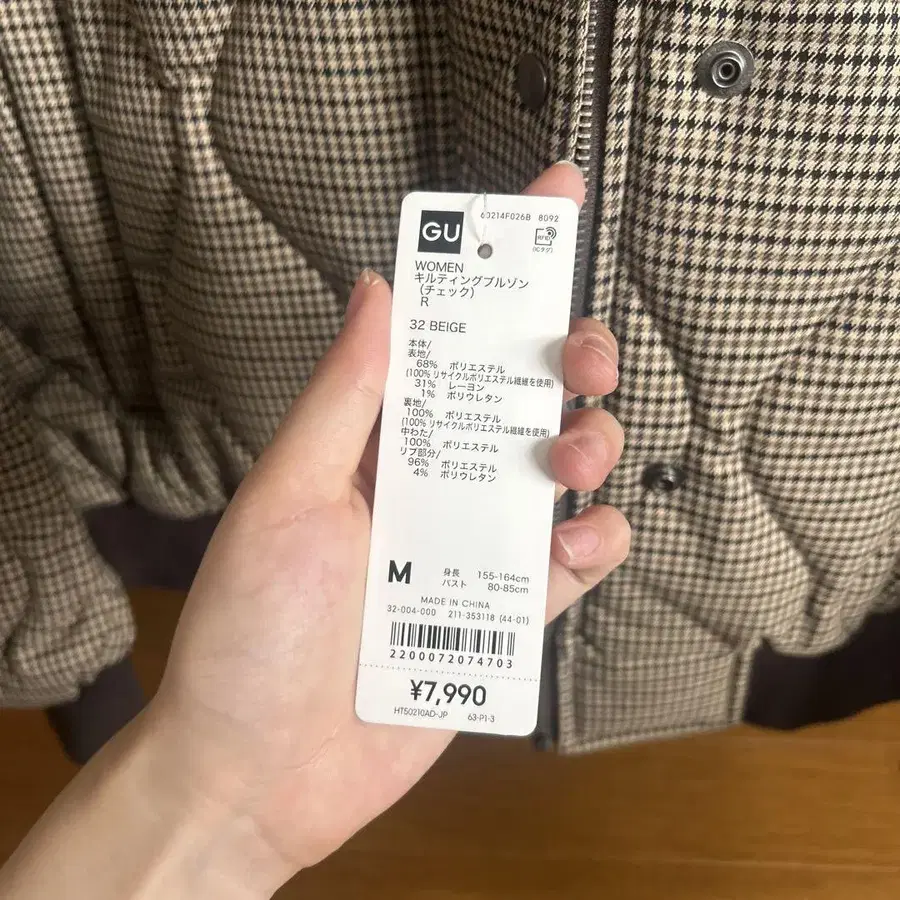 GU
60214F026B 8092
RFID
(ICタグ)
WOMEN
キルティングブルゾン
(チェック)
R
32 BEIGE
本体/
表地/
68% ポリエステル
(100% リサイクルポリエステル繊維を使用)
31% レーヨン
1% ポリウレタン
裏地/
100% ポリエステル
(100% リサイクルポリエステル繊維を使用)
中わた/
100% ポリエステル
リブ部分/
96% ポリエステル
4% ポリウレタン
M 身長 155-164cm
バスト 80-85cm
MADE IN CHINA
32-004-000 211-353118 (44-01)
2200072074703
¥7,990
HT50210AD-JP 63-P1-3